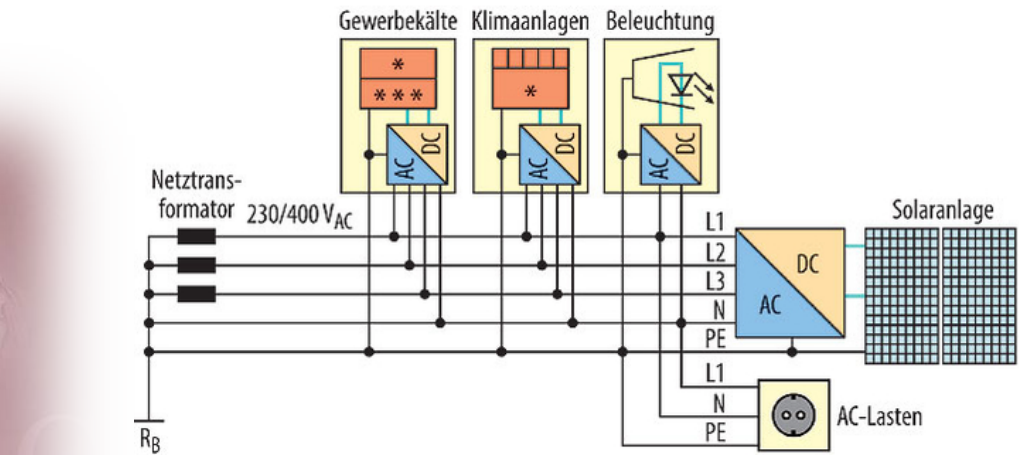 Gewerbekälte Klimaanlagen Beleuchtung
*
* * *
*
AC DC
AC DC
AC DC
Netztrans-
formator 230/400 VAC
Solaranlage
L1
L2
L3
N
PE
DC
AC
L1
N
PE
AC-Lasten
RB